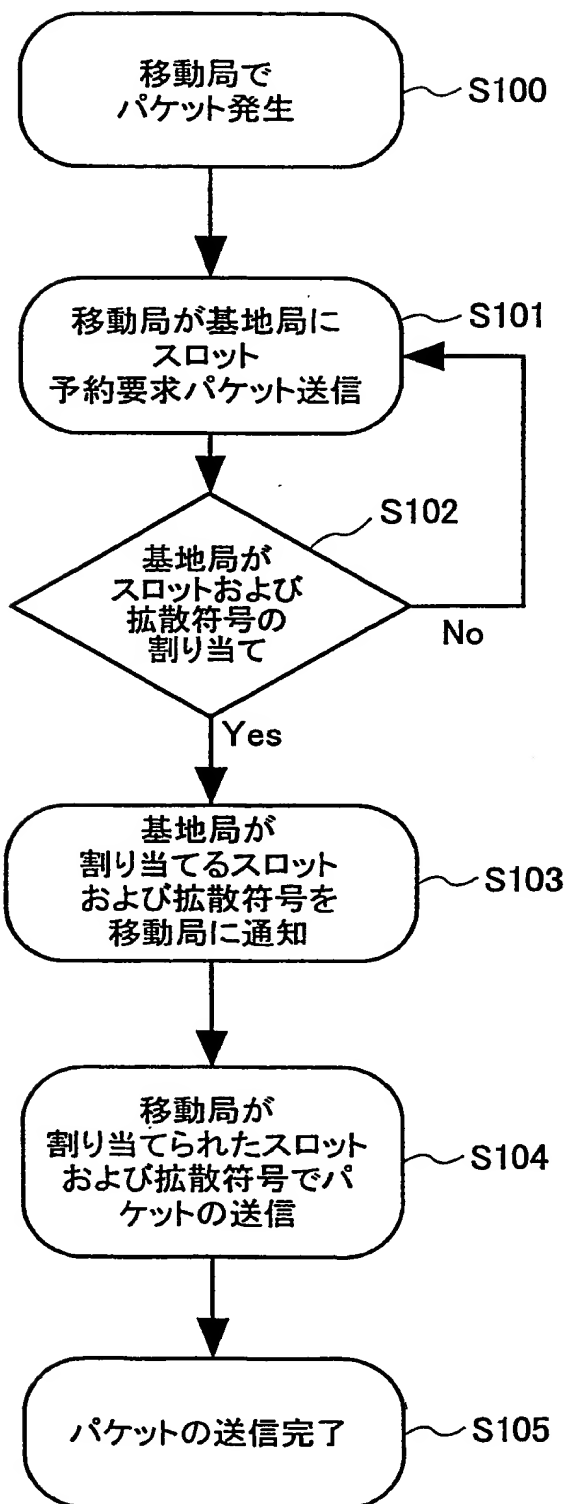 移動局で
パケット発生
S100
移動局が基地局に
スロット
予約要求パケット送信
S101
S102
基地局が
スロットおよび
拡散符号の
割り当て
No
Yes
基地局が
割り当てるスロット
および拡散符号を
移動局に通知
S103
移動局が
割り当てられたスロット
および拡散符号でパ
ケットの送信
S104
パケットの送信完了
S105